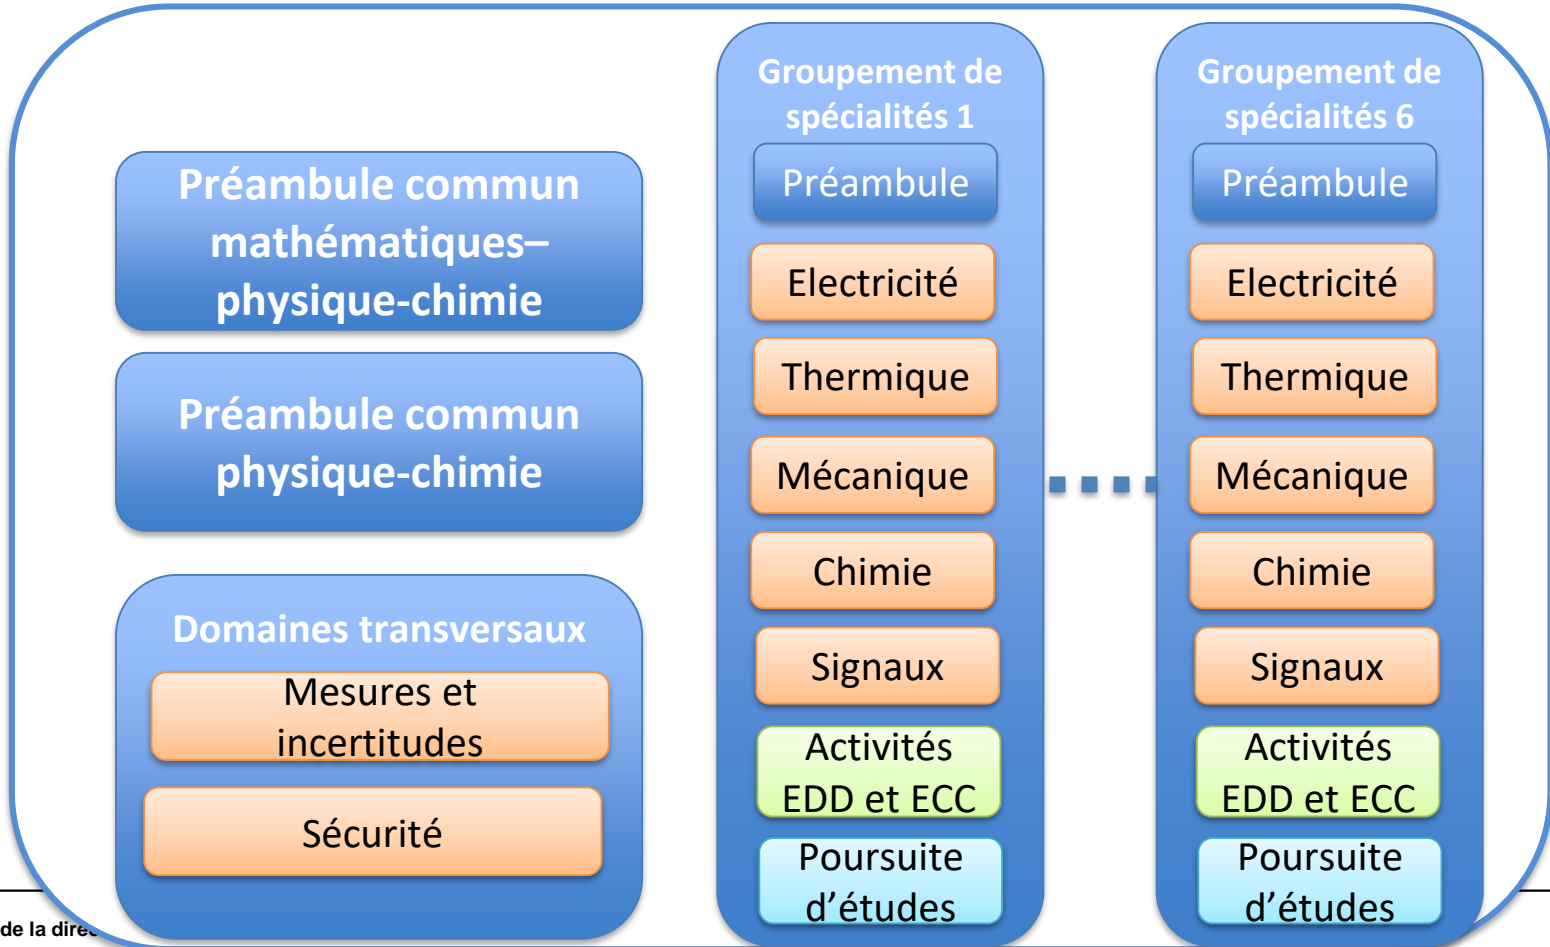 Préambule commun
mathématiques–
physique-chimie
Préambule commun
physique-chimie
Domaines transversaux
Mesures et
incertitudes
Sécurité
Groupement de
spécialités 1
Préambule
Electricité
Thermique
Mécanique
Chimie
Signaux
Activités
EDD et ECC
Poursuite
d’études
Groupement de
spécialités 6
Préambule
Electricité
Thermique
Mécanique
Chimie
Signaux
Activités
EDD et ECC
Poursuite
d’études
de la